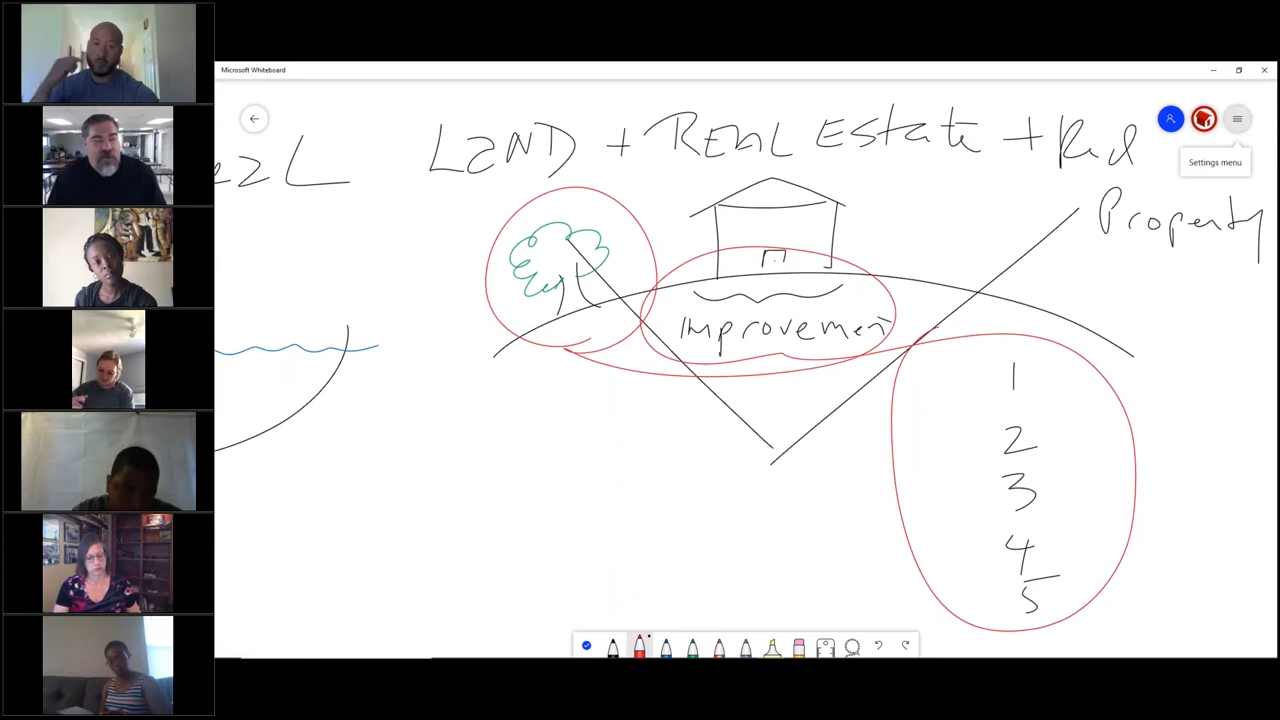 Microsoft Whiteboard
LaND + REAL Estate + Real
Settings menu
Property
Improvement
1
2
3
4
5